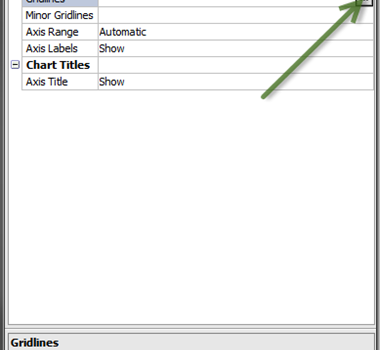 Gridlines
Minor Gridlines
Axis Range Automatic
Axis Labels Show
Chart Titles
Axis Title Show
Gridlines